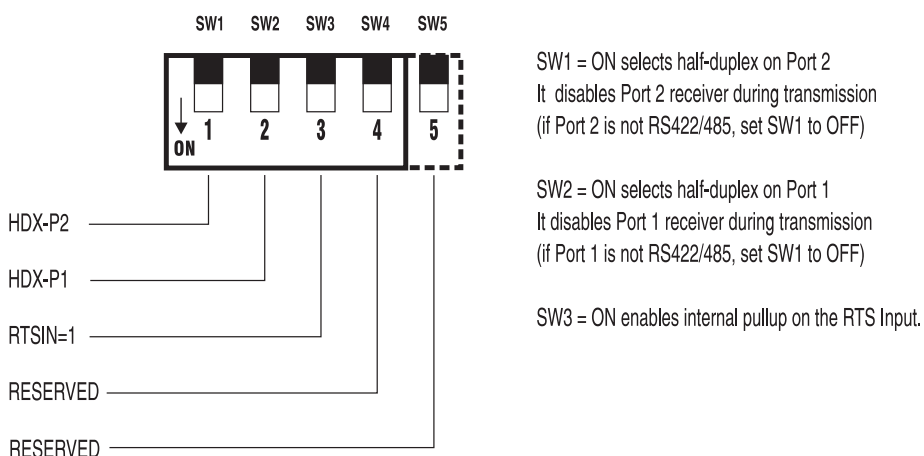 SW1 SW2 SW3 SW4 SW5
ON 1 2 3 4 5
HDX-P2
HDX-P1
RTSIN=1
RESERVED
RESERVED
SW1 = ON selects half-duplex on Port 2
It disables Port 2 receiver during transmission
(if Port 2 is not RS422/485, set SW1 to OFF)
SW2 = ON selects half-duplex on Port 1
It disables Port 1 receiver during transmission
(if Port 1 is not RS422/485, set SW1 to OFF)
SW3 = ON enables internal pullup on the RTS Input.